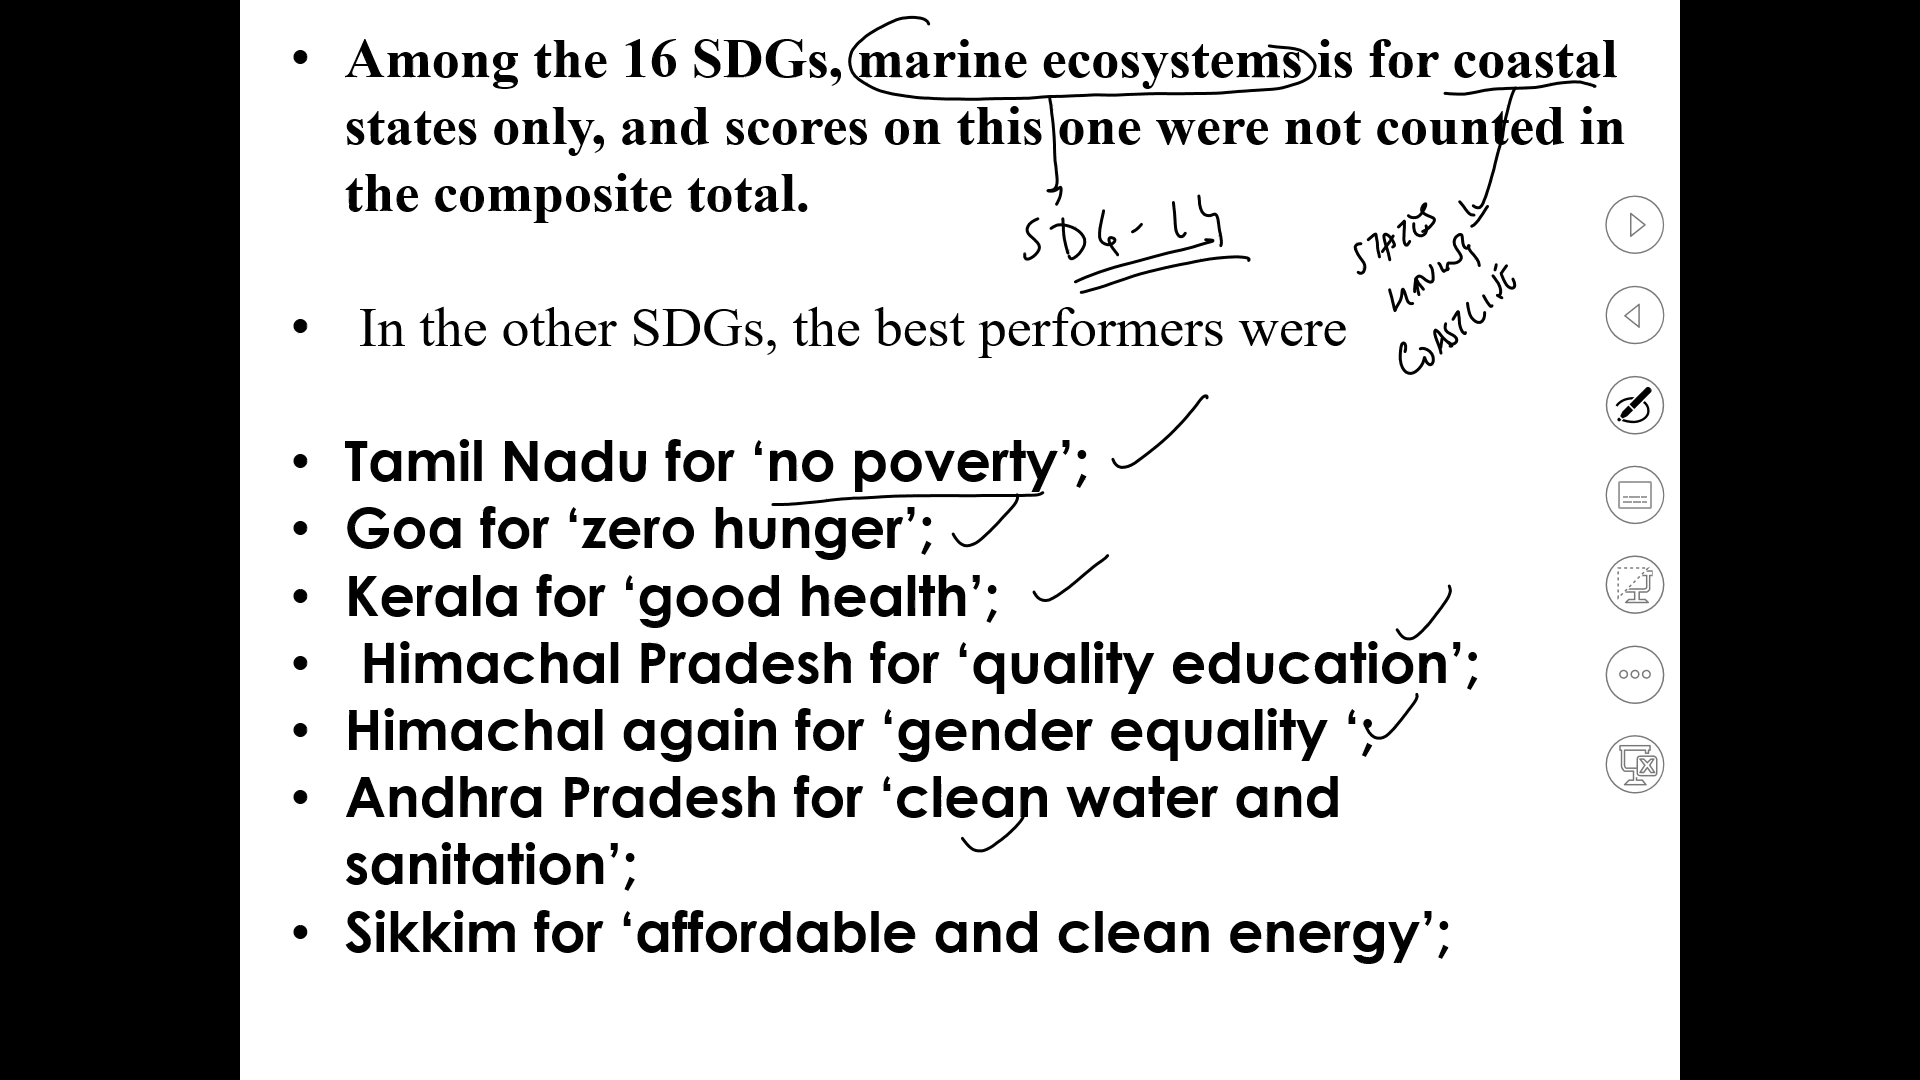 • Among the 16 SDGs, marine ecosystems is for coastal
states only, and scores on this one were not counted in
the composite total.
SDG - 14
STATES
HAVING
COASTLINE
• In the other SDGs, the best performers were
• Tamil Nadu for ‘no poverty’;
• Goa for ‘zero hunger’;
• Kerala for ‘good health’;
• Himachal Pradesh for ‘quality education’;
• Himachal again for ‘gender equality ‘;
• Andhra Pradesh for ‘clean water and
sanitation’;
• Sikkim for ‘affordable and clean energy’;